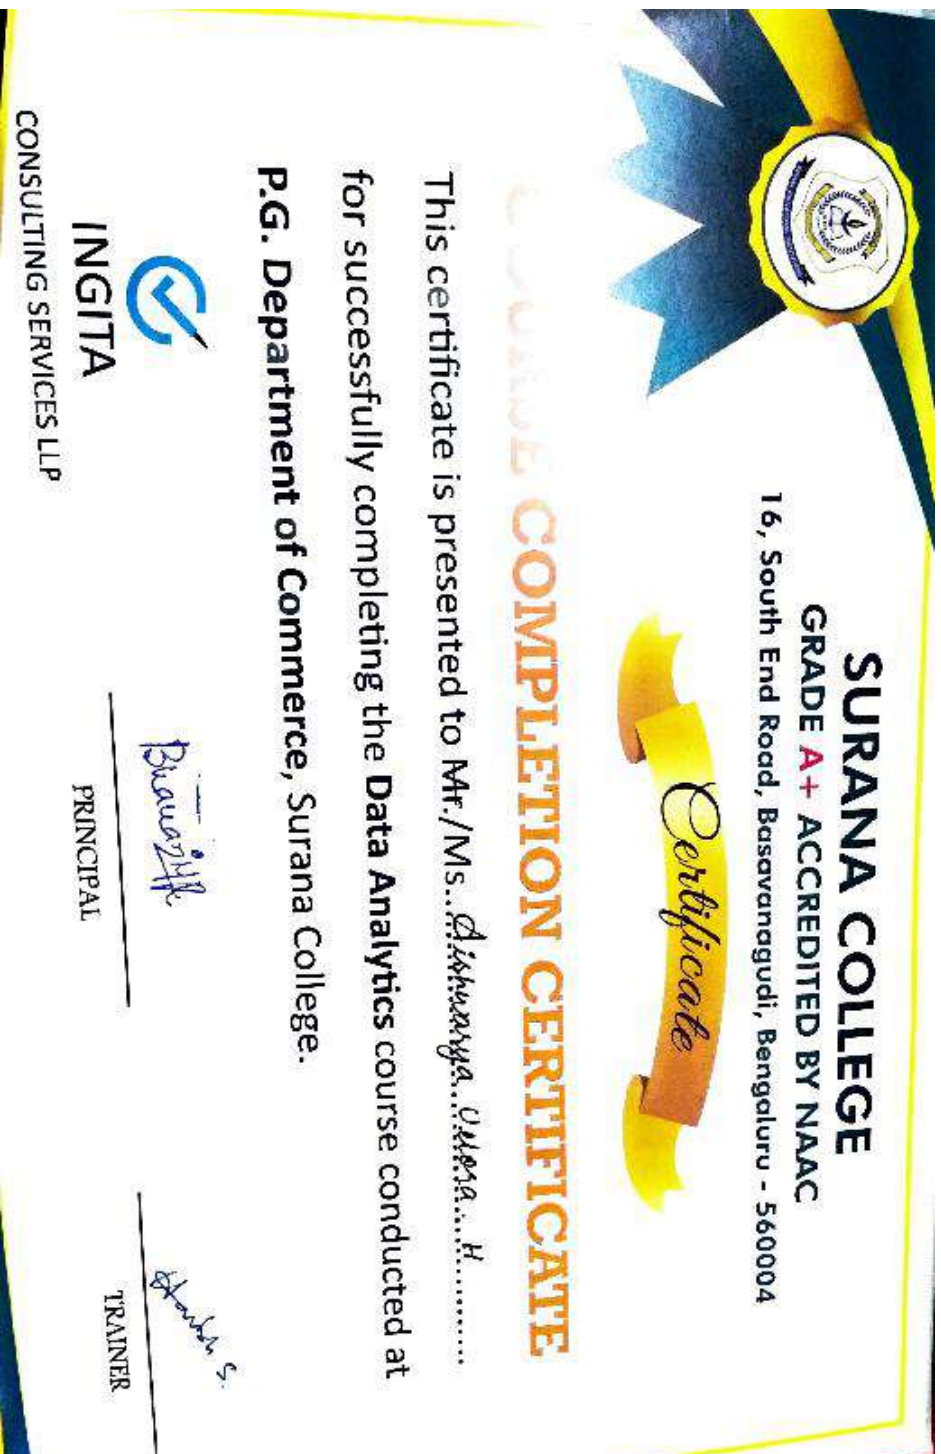 SURANA COLLEGE
GRADE A+ ACCREDITED BY NAAC
16, South End Road, Basavanagudi, Bengaluru - 560004
Certificate
COURSE COMPLETION CERTIFICATE
This certificate is presented to Mr./Ms..Aishwarya........H............
for successfully completing the Data Analytics course conducted at
P.G. Department of Commerce, Surana College.
INGITA
CONSULTING SERVICES LLP
PRINCIPAL
Harish S.
TRAINER